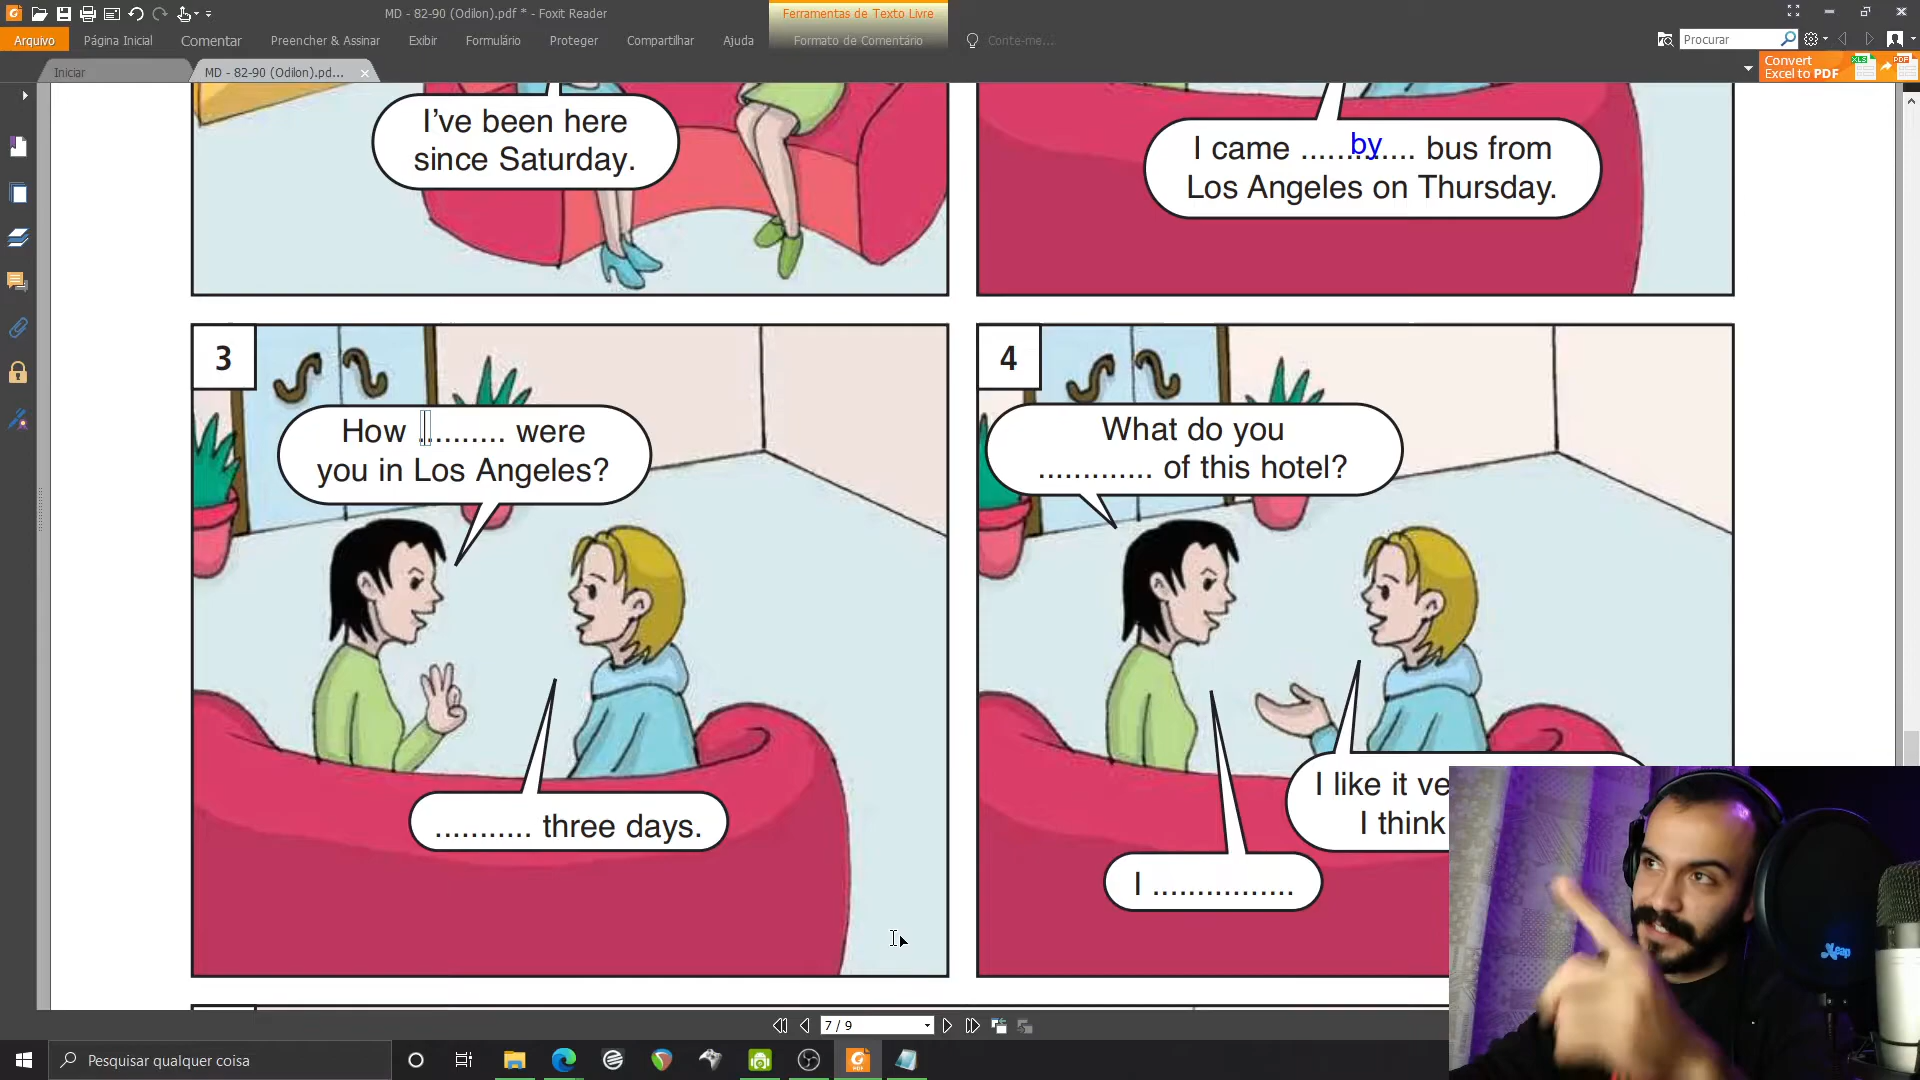 MD - 82-90 (Odilon).pdf * - Foxit Reader
Ferramentas de Texto Livre
Arquivo
Página Inicial
Comentar
Preencher & Assinar
Exibir
Formulário
Proteger
Compartilhar
Ajuda
Formato de Comentário
Conte-me...
Procurar
Iniciar
MD - 82-90 (Odilon).pd...
Convert
Excel to PDF
XLS
PDF
I've been here
since Saturday.
I came ....by.... bus from
Los Angeles on Thursday.
3
How .......... were
you in Los Angeles?
........... three days.
4
What do you
............. of this hotel?
I like it ve
I think
I ................
7 / 9
Pesquisar qualquer coisa